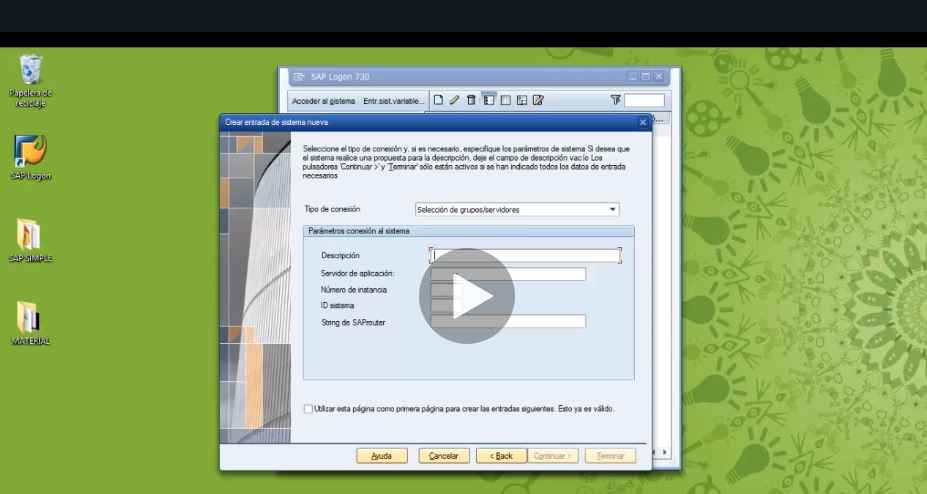 Papelera de
reciclaje
SAP Logon
SAP SIMPLE
MATERIAL
SAP Logon 730
Acceder al sistema Entr.sist.variable...
Crear entrada de sistema nueva
Seleccione el tipo de conexión y, si es necesario, especifique los parámetros de sistema Si desea que
el sistema realice una propuesta para la descripción, deje el campo de descripción vacío Los
pulsadores 'Continuar >' y 'Terminar' sólo están activos si se han indicado todos los datos de entrada
necesarios
Tipo de conexión Selección de grupos/servidores
Parámetros conexión al sistema
Descripción
Servidor de aplicación:
Número de instancia
ID sistema
String de SAProuter
Utilizar esta página como primera página para crear las entradas siguientes. Esto ya es válido.
Ayuda Cancelar < Back Continuar > Terminar